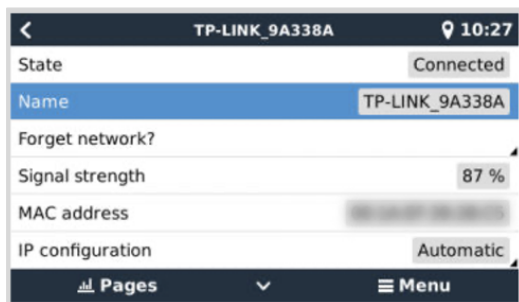 TP-LINK_9A338A 10:27
State Connected
Name TP-LINK_9A338A
Forget network?
Signal strength 87 %
MAC address
IP configuration Automatic
Pages Menu